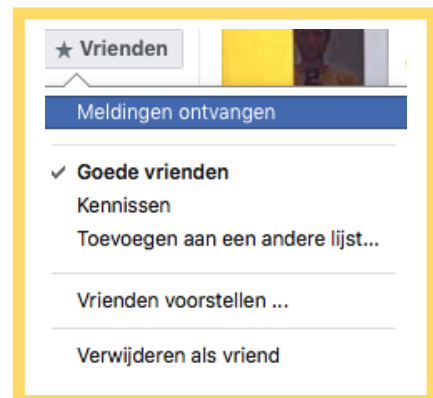 ★ Vrienden
Meldingen ontvangen
✓ Goede vrienden
Kennissen
Toevoegen aan een andere lijst...
Vrienden voorstellen ...
Verwijderen als vriend